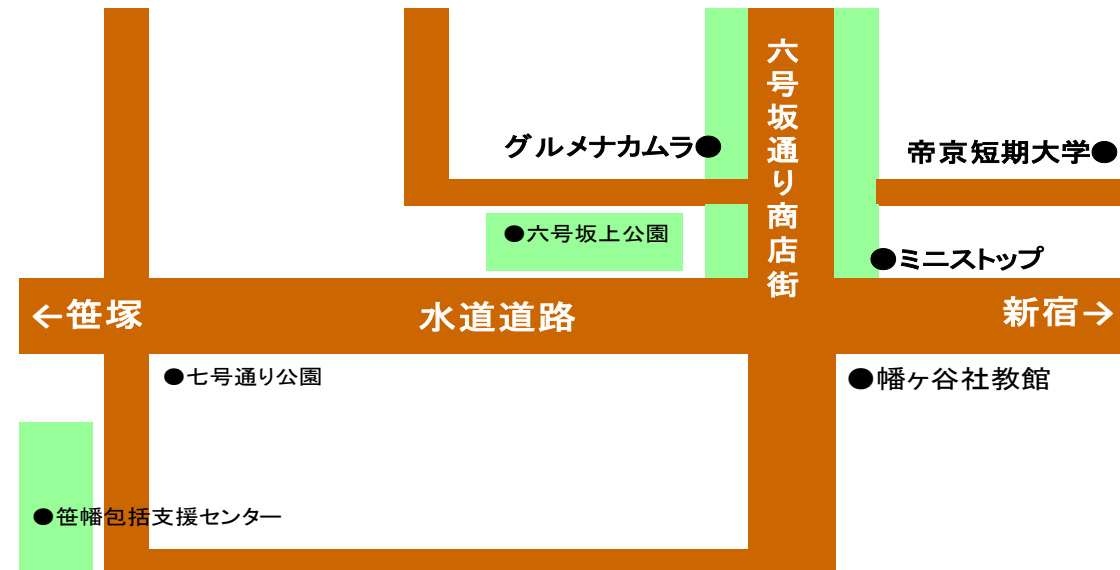 六号坂通り商店街
グルメナカムラ●
帝京短期大学●
●六号坂上公園
●ミニストップ
←笹塚
水道道路
新宿→
●七号通り公園
●幡ヶ谷社教館
●笹幡包括支援センター